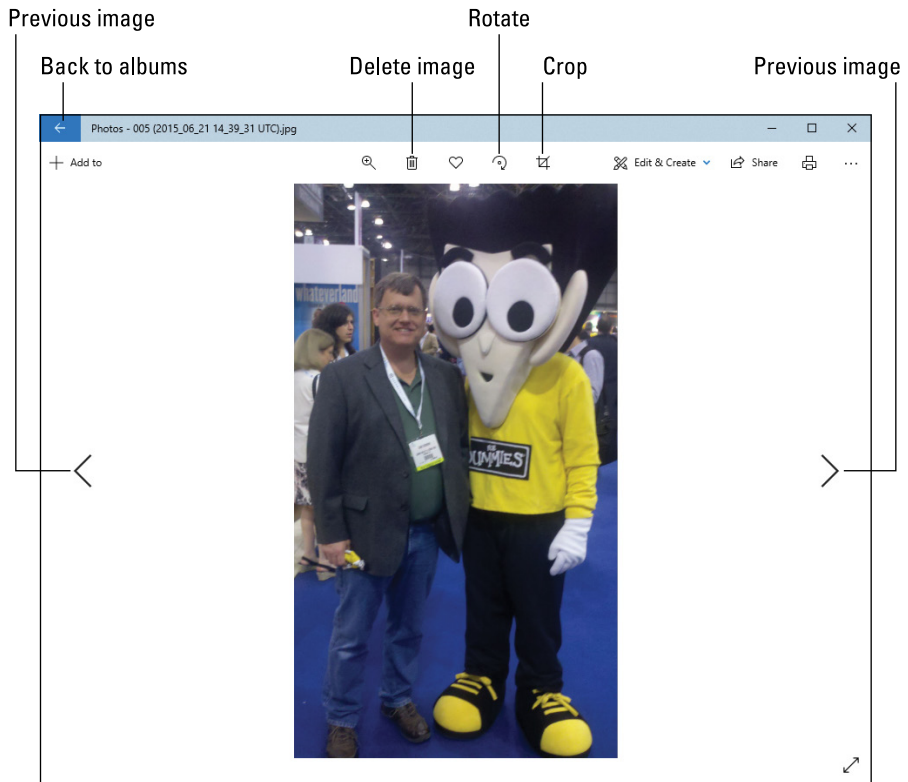 Previous image
Rotate
Back to albums
Delete image
Crop
Previous image
Photos - 005 (2015_06_21 14_39_31 UTC).jpg
Add to
Edit & Create
Share
whateverland
DUMMIES